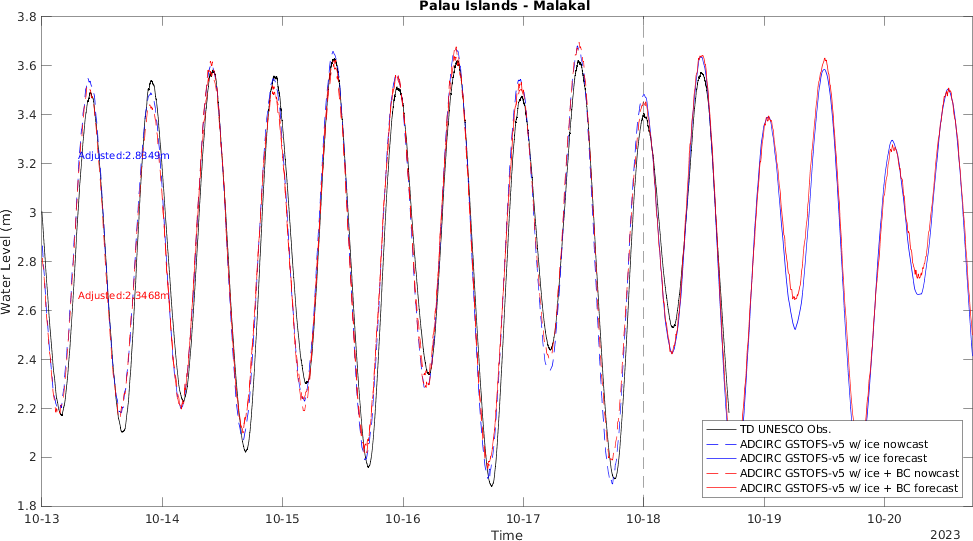 Palau Islands - Malakal
3.8
3.6
3.4
3.2
3
2.8
2.6
2.4
2.2
2
1.8
Water Level (m)
Adjusted:2.8349m
Adjusted:2.3468m
TD UNESCO Obs.
ADCIRC GSTOFS-v5 w/ ice nowcast
ADCIRC GSTOFS-v5 w/ ice forecast
ADCIRC GSTOFS-v5 w/ ice + BC nowcast
ADCIRC GSTOFS-v5 w/ ice + BC forecast
10-13 10-14 10-15 10-16 10-17 10-18 10-19 10-20
Time
2023